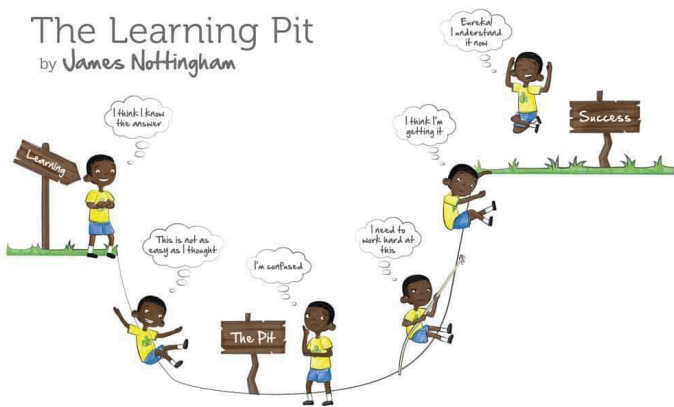 The Learning Pit
by James Nottingham
Eureka!
I understand
it now
I think I know
the answer
I think I'm
getting it
Success
Learning
This is not as
easy as I thought
I'm confused
I need to
work hard at
this
The Pit